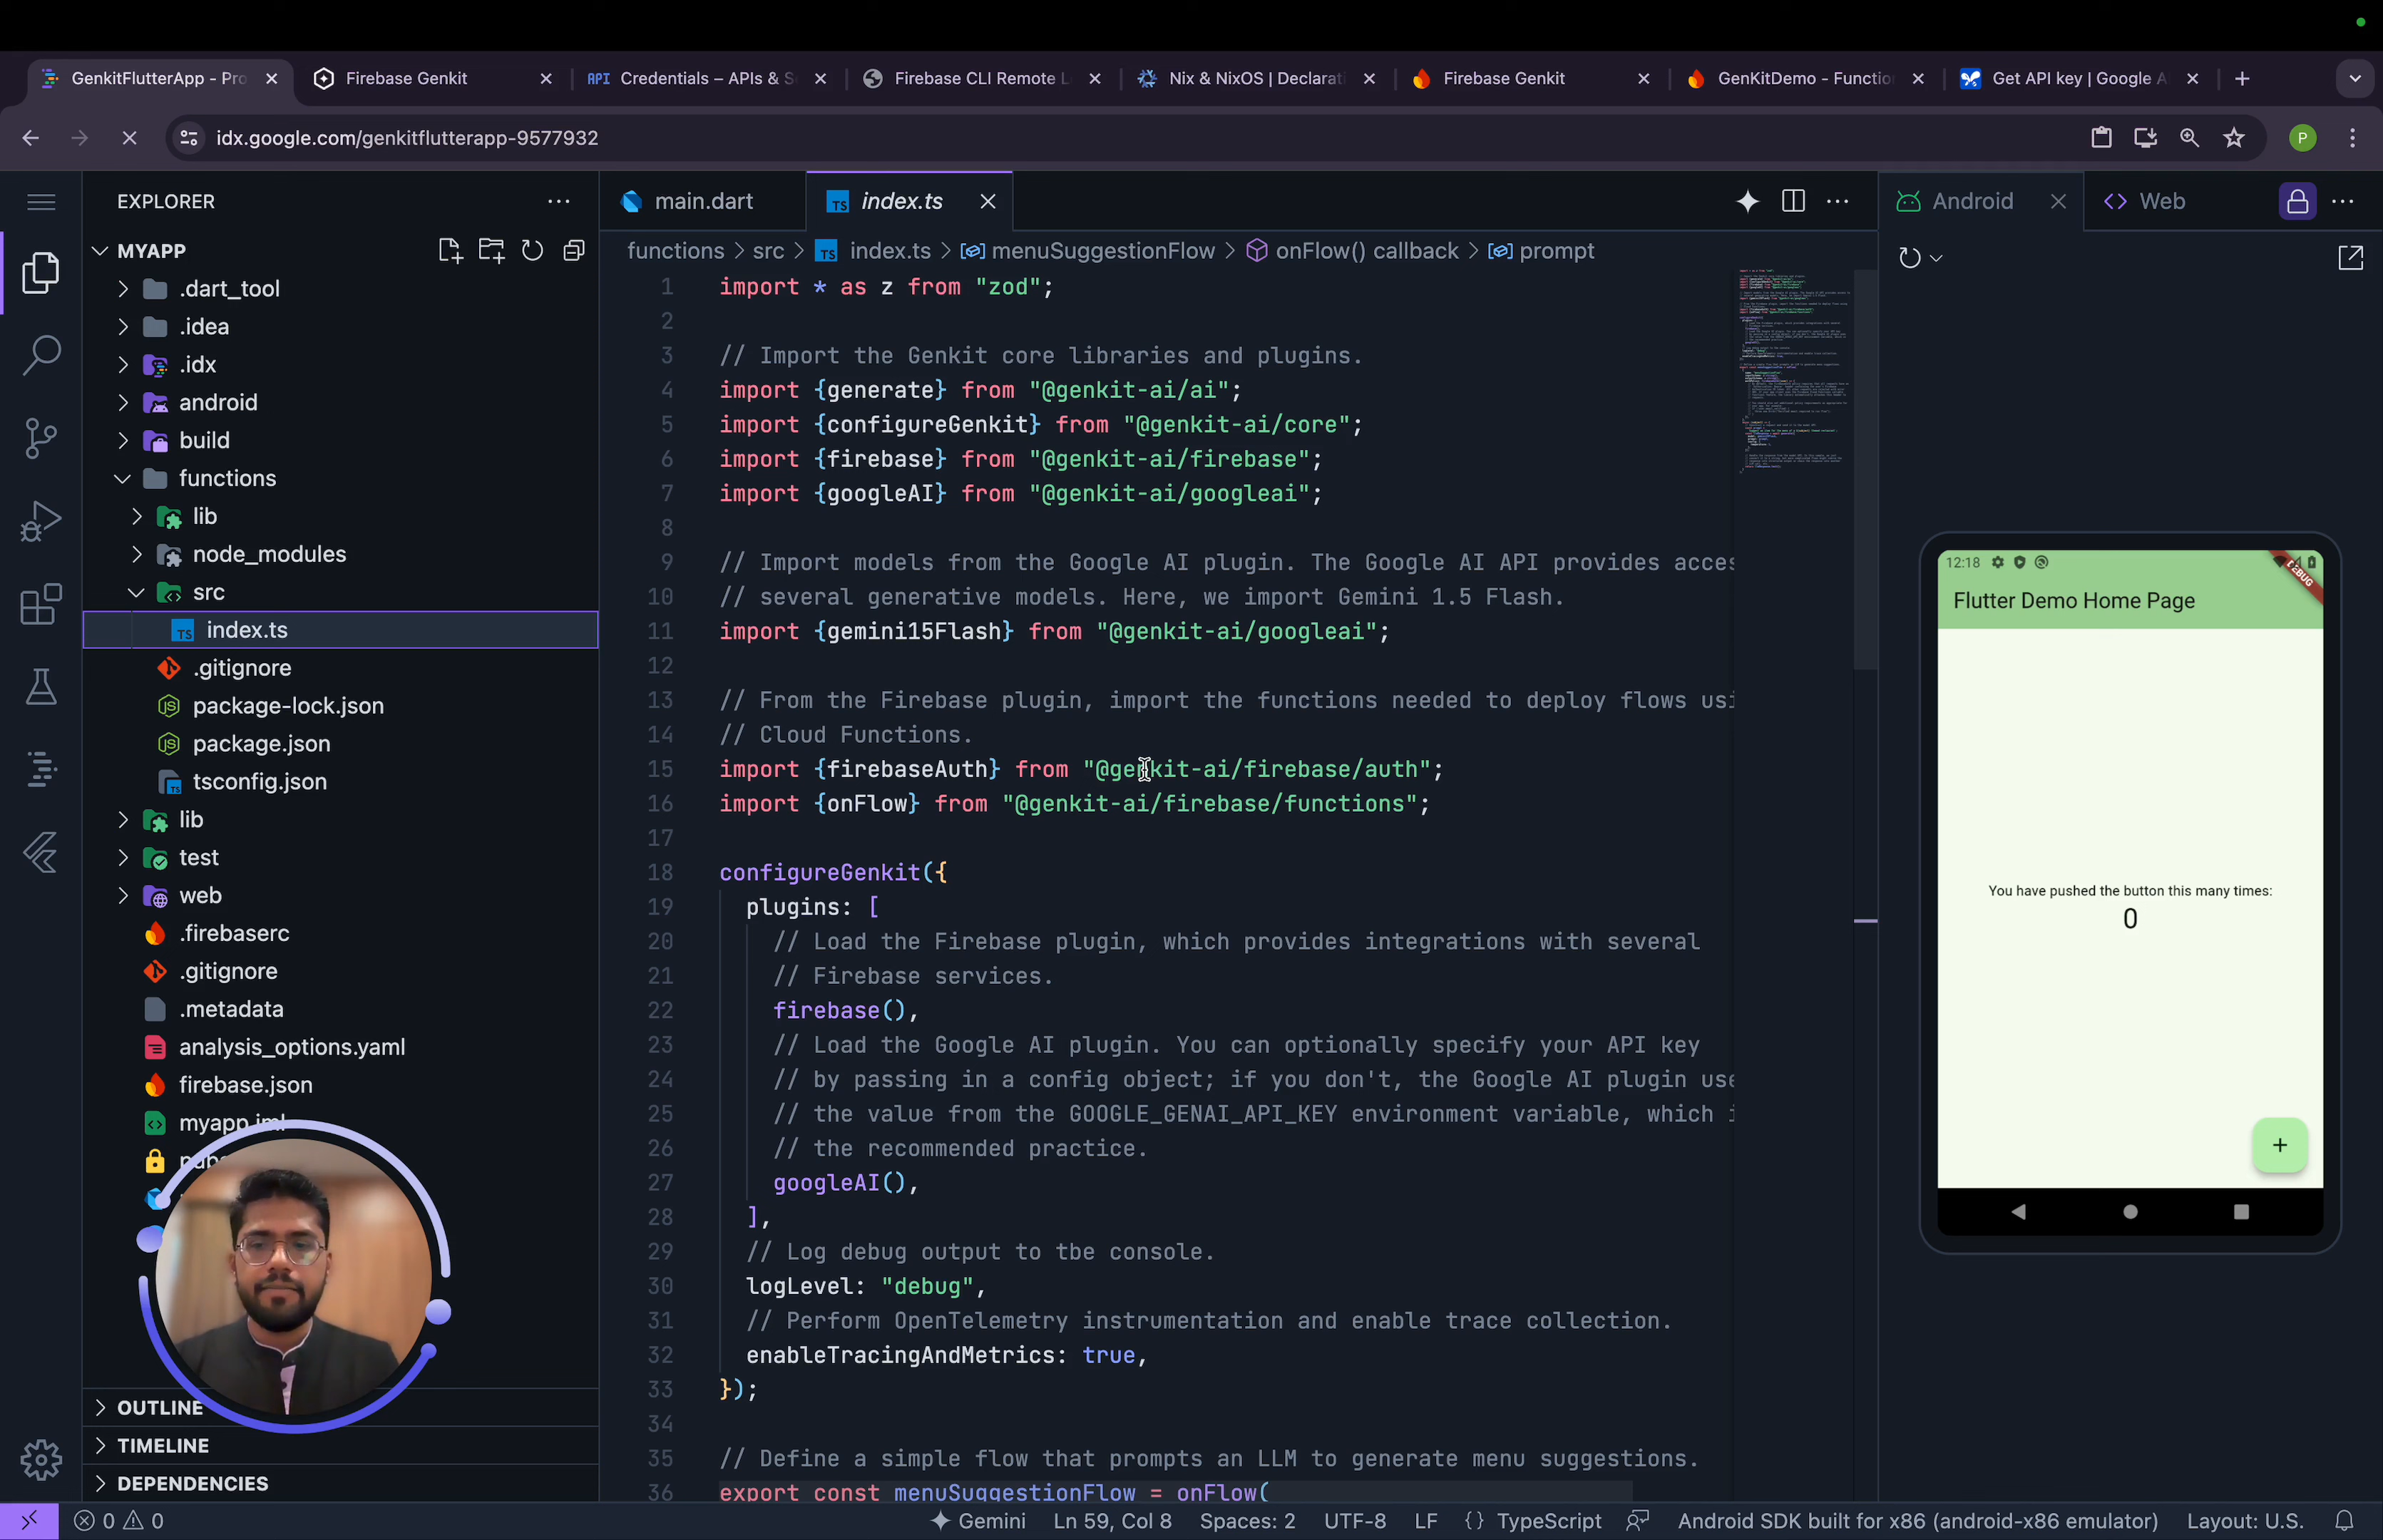 GenkitFlutterApp - Pro
Firebase Genkit
API Credentials – APIs & S
Firebase CLI Remote L
Nix & NixOS | Declarati
Firebase Genkit
GenKitDemo - Functio
Get API key | Google A
idx.google.com/genkitflutterapp-9577932
P
EXPLORER
MYAPP
.dart_tool
.idea
.idx
android
build
functions
lib
node_modules
src
TS index.ts
.gitignore
package-lock.json
package.json
tsconfig.json
lib
test
web
.firebaserc
.gitignore
.metadata
analysis_options.yaml
firebase.json
myapp.iml
OUTLINE
TIMELINE
DEPENDENCIES
main.dart
TS index.ts
functions > src > TS index.ts > menuSuggestionFlow > onFlow() callback > prompt
1 import * as z from "zod";
2
3 // Import the Genkit core libraries and plugins.
4 import {generate} from "@genkit-ai/ai";
5 import {configureGenkit} from "@genkit-ai/core";
6 import {firebase} from "@genkit-ai/firebase";
7 import {googleAI} from "@genkit-ai/googleai";
8
9 // Import models from the Google AI plugin. The Google AI API provides acces
10 // several generative models. Here, we import Gemini 1.5 Flash.
11 import {gemini15Flash} from "@genkit-ai/googleai";
12
13 // From the Firebase plugin, import the functions needed to deploy flows usi
14 // Cloud Functions.
15 import {firebaseAuth} from "@genkit-ai/firebase/auth";
16 import {onFlow} from "@genkit-ai/firebase/functions";
17
18 configureGenkit({
19 plugins: [
20 // Load the Firebase plugin, which provides integrations with several
21 // Firebase services.
22 firebase(),
23 // Load the Google AI plugin. You can optionally specify your API key
24 // by passing in a config object; if you don't, the Google AI plugin use
25 // the value from the GOOGLE_GENAI_API_KEY environment variable, which i
26 // the recommended practice.
27 googleAI(),
28 ],
29 // Log debug output to tbe console.
30 logLevel: "debug",
31 // Perform OpenTelemetry instrumentation and enable trace collection.
32 enableTracingAndMetrics: true,
33 });
34
35 // Define a simple flow that prompts an LLM to generate menu suggestions.
36 export const menuSuggestionFlow = onFlow(
Android
Web
12:18
DEBUG
Flutter Demo Home Page
You have pushed the button this many times:
0
+
0 0
Gemini
Ln 59, Col 8
Spaces: 2
UTF-8
LF
{} TypeScript
Android SDK built for x86 (android-x86 emulator)
Layout: U.S.